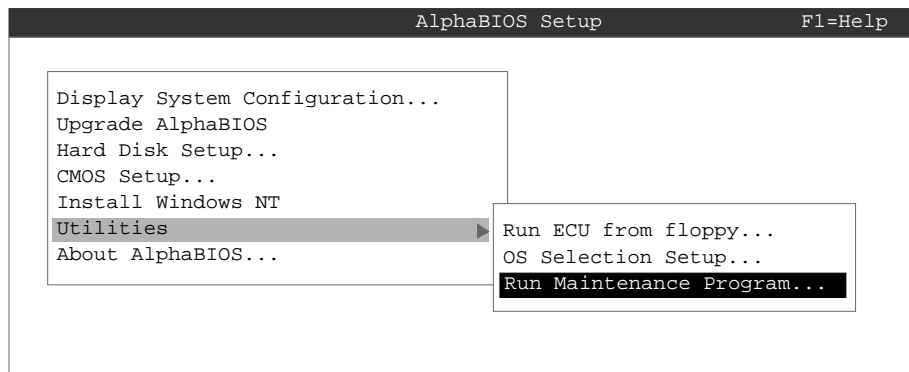 AlphaBIOS Setup F1=Help
Display System Configuration...
Upgrade AlphaBIOS
Hard Disk Setup...
CMOS Setup...
Install Windows NT
Utilities
About AlphaBIOS...
Run ECU from floppy...
OS Selection Setup...
Run Maintenance Program...